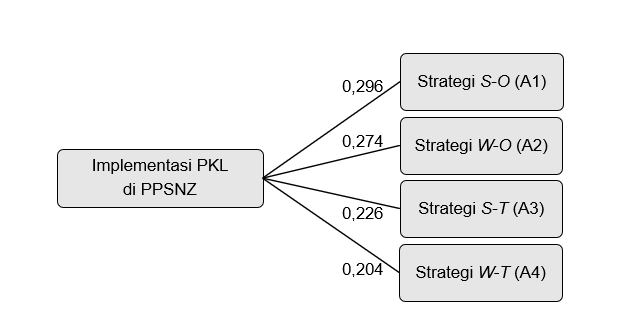 Implementasi PKL
di PPSNZ
0,296
0,274
0,226
0,204
Strategi S-O (A1)
Strategi W-O (A2)
Strategi S-T (A3)
Strategi W-T (A4)